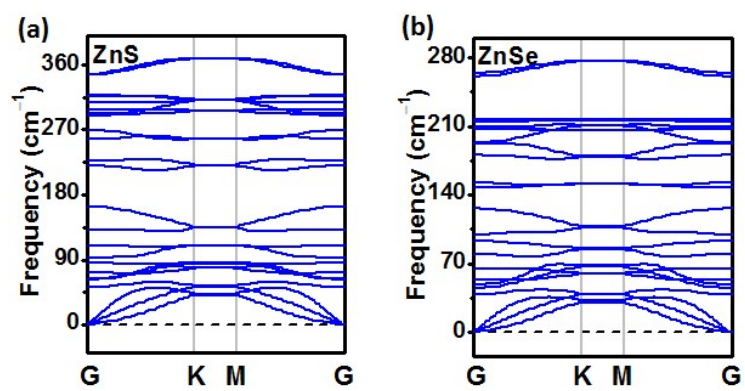 (a)
ZnS
Frequency (cm⁻¹)
360
270
180
90
0
G K M G
(b)
ZnSe
Frequency (cm⁻¹)
280
210
140
70
0
G K M G